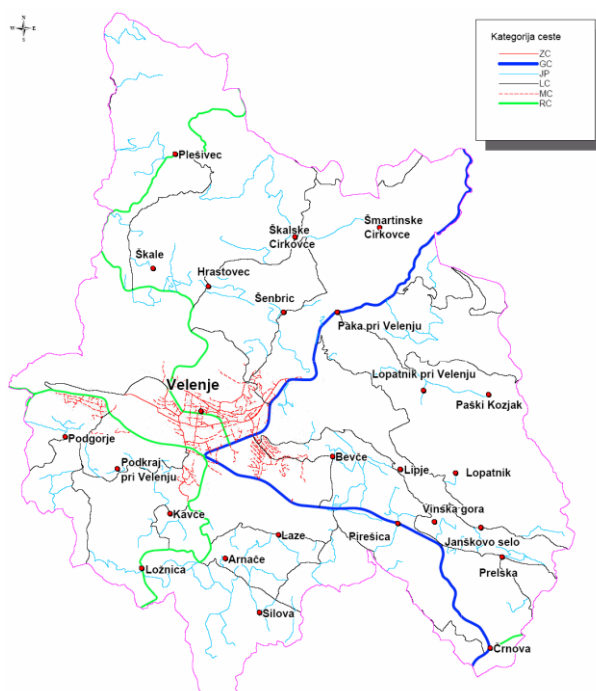 N
W
E
S
Kategorija ceste
ZC
GC
JP
LC
MC
RC
Plešivec
Škalske
Cirkovce
Šmartinske
Cirkovce
Škale
Hrastovec
Šenbric
Paka pri Velenju
Velenje
Lopatnik pri Velenju
Paški Kozjak
Podgorje
Podkraj
pri Velenju
Bevče
Lipje
Lopatnik
Kavče
Vinska gora
Laze
Pirešica
Janškovo selo
Arnače
Prelska
Ložnica
Šilova
Črnova